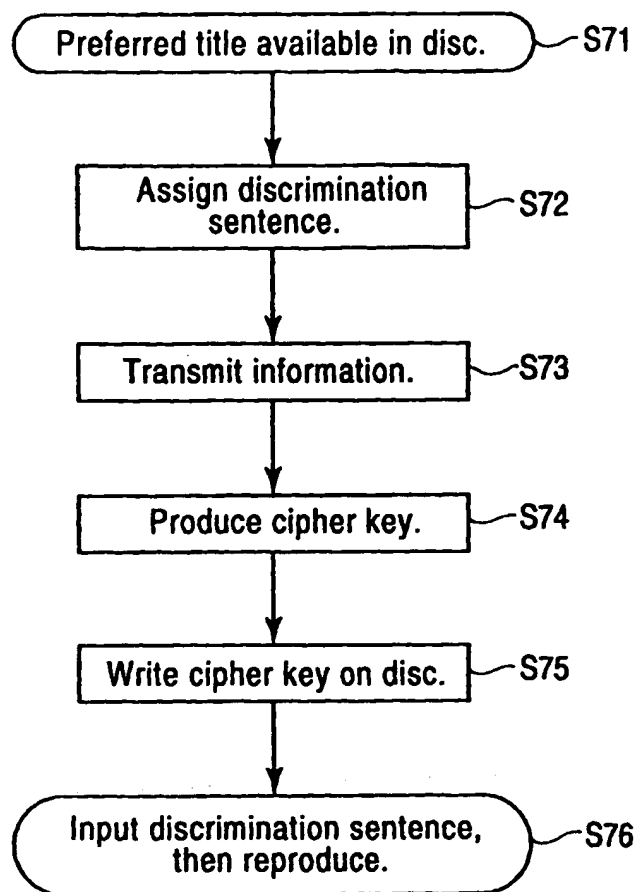 Preferred title available in disc.
S71
Assign discrimination
sentence.
S72
Transmit information.
S73
Produce cipher key.
S74
Write cipher key on disc.
S75
Input discrimination sentence,
then reproduce.
S76